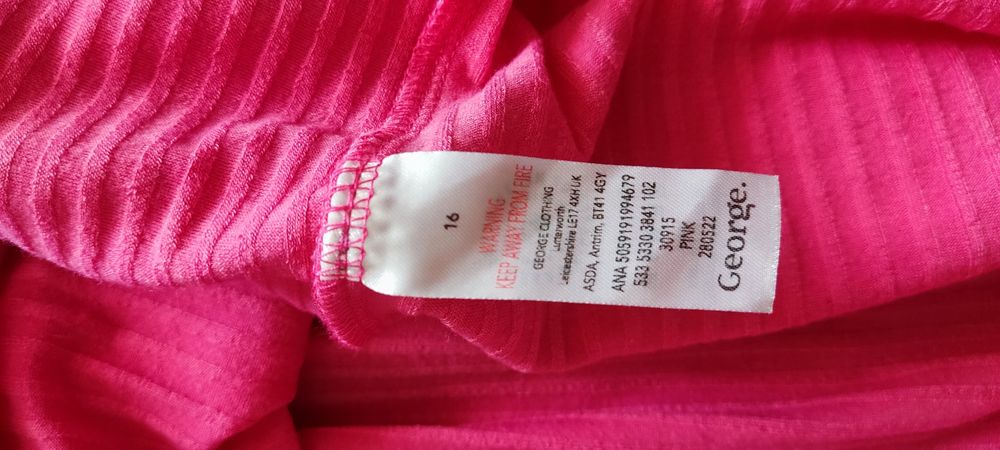 16
WARNING
KEEP AWAY FROM FIRE
GEORGE CLOTHING
Lutterworth
Leicestershire LE17 4XH UK
ASDA, Antrim, BT41 4GY
ANA 5059191994679
533 5330 3841 102
30915
PINK
280522
George.